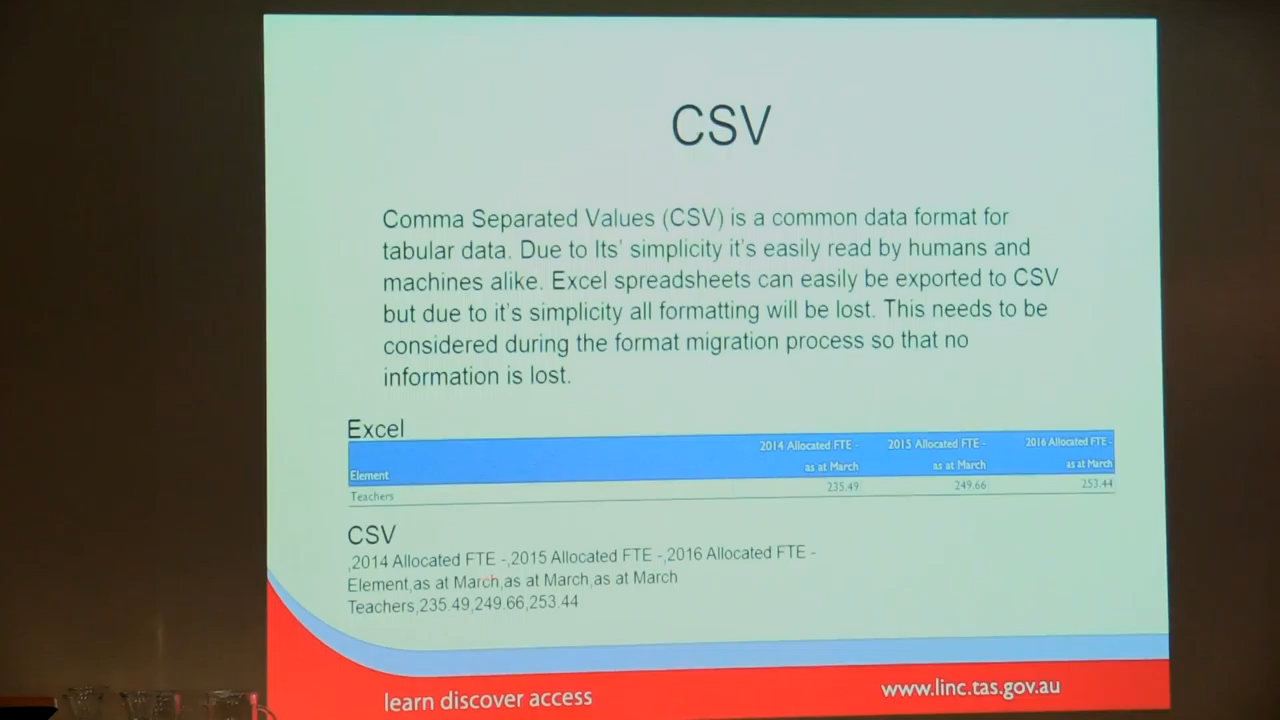 CSV
Comma Separated Values (CSV) is a common data format for
tabular data. Due to Its' simplicity it's easily read by humans and
machines alike. Excel spreadsheets can easily be exported to CSV
but due to it's simplicity all formatting will be lost. This needs to be
considered during the format migration process so that no
information is lost.
Excel
2014 Allocated FTE - 2015 Allocated FTE - 2016 Allocated FTE -
Element as at March as at March as at March
Teachers 235.49 249.66 253.44
CSV
,2014 Allocated FTE -,2015 Allocated FTE -,2016 Allocated FTE -
Element,as at March,as at March,as at March
Teachers,235.49,249.66,253.44
learn discover access www.linc.tas.gov.au